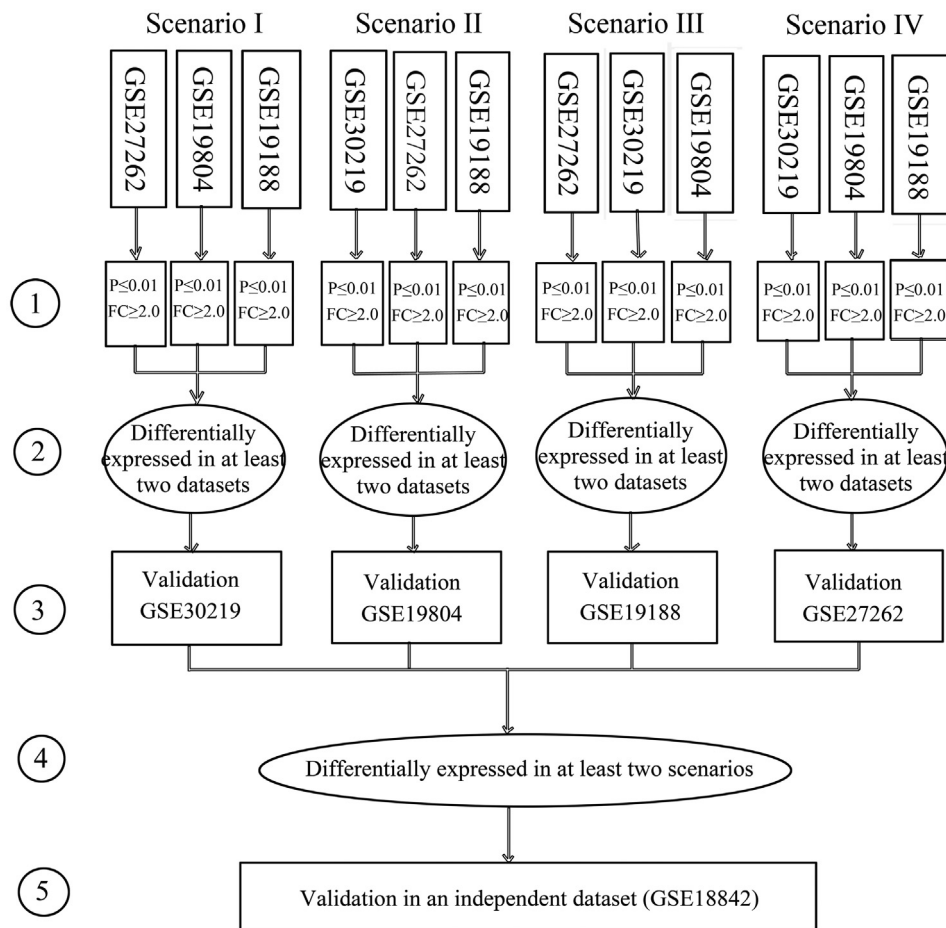 Scenario I
Scenario II
Scenario III
Scenario IV
GSE27262
GSE19804
GSE19188
GSE30219
GSE27262
GSE19188
GSE27262
GSE30219
GSE19804
GSE30219
GSE19804
GSE19188
1
P≤0.01
FC≥2.0
P≤0.01
FC≥2.0
P≤0.01
FC≥2.0
P≤0.01
FC≥2.0
P≤0.01
FC≥2.0
P≤0.01
FC≥2.0
P≤0.01
FC≥2.0
P≤0.01
FC≥2.0
P≤0.01
FC≥2.0
P≤0.01
FC≥2.0
P≤0.01
FC≥2.0
P≤0.01
FC≥2.0
2
Differentially
expressed in at least
two datasets
Differentially
expressed in at least
two datasets
Differentially
expressed in at least
two datasets
Differentially
expressed in at least
two datasets
3
Validation
GSE30219
Validation
GSE19804
Validation
GSE19188
Validation
GSE27262
4
Differentially expressed in at least two scenarios
5
Validation in an independent dataset (GSE18842)